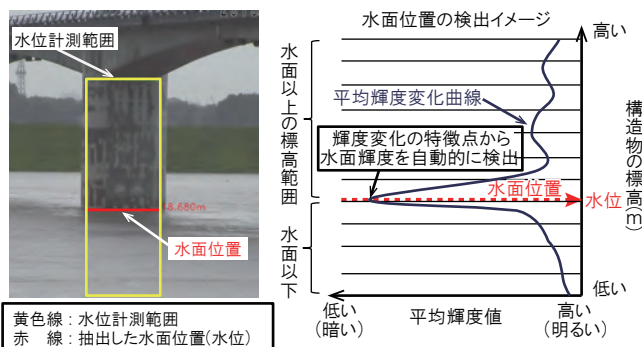 水位計測範囲
8.680m
水面位置
黄色線：水位計測範囲
赤　線：抽出した水面位置(水位)
水面位置の検出イメージ
高い
水面以上の標高範囲
平均輝度変化曲線
輝度変化の特徴点から
水面輝度を自動的に検出
水面位置
水位
構造物の標高(m)
水面以下
低い
低い
(暗い)
平均輝度値
高い
(明るい)